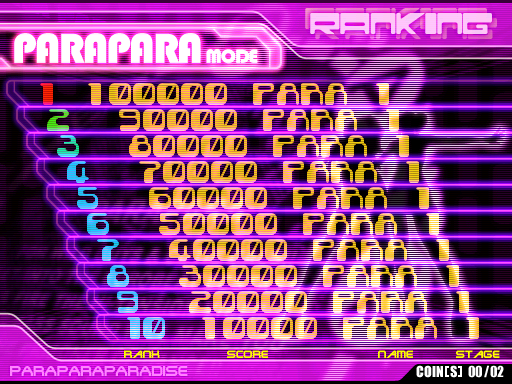 RANKING
PARAPARA MODE
1 100000 PARA 1
2 90000 PARA 1
3 80000 PARA 1
4 70000 PARA 1
5 60000 PARA 1
6 50000 PARA 1
7 40000 PARA 1
8 30000 PARA 1
9 20000 PARA 1
10 10000 PARA 1
RANK SCORE NAME STAGE
PARAPARAPARADISE
COIN[S] 00/02